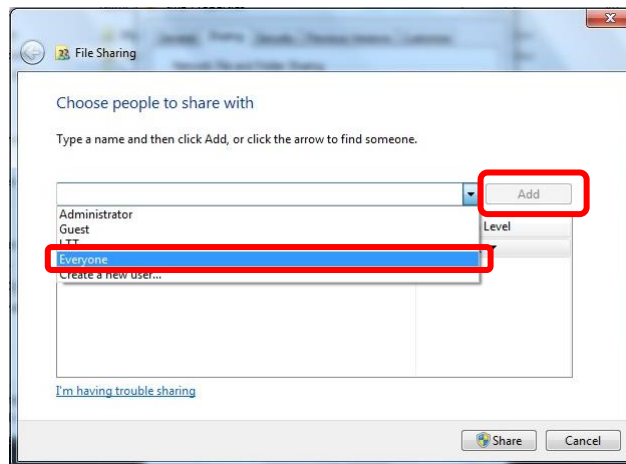 File Sharing
Choose people to share with
Type a name and then click Add, or click the arrow to find someone.
Add
Administrator
Guest
Level
Everyone
Create a new user...
I'm having trouble sharing
Share
Cancel